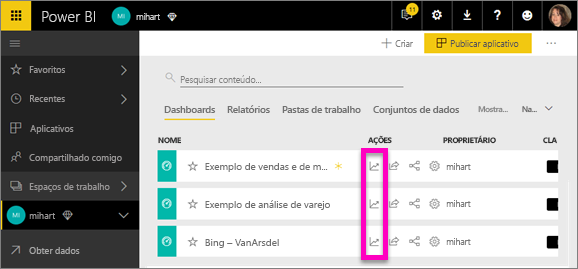 Power BI
MI mihart
11
?
Favoritos
Recentes
Aplicativos
Compartilhado comigo
Espaços de trabalho
MI mihart
Obter dados
+ Criar Publicar aplicativo ...
Pesquisar conteúdo...
Dashboards Relatórios Pastas de trabalho Conjuntos de dados Mostra... Na...
NOME AÇÕES PROPRIETÁRIO CLA
Exemplo de vendas e de m... mihart
Exemplo de análise de varejo mihart
Bing – VanArsdel mihart